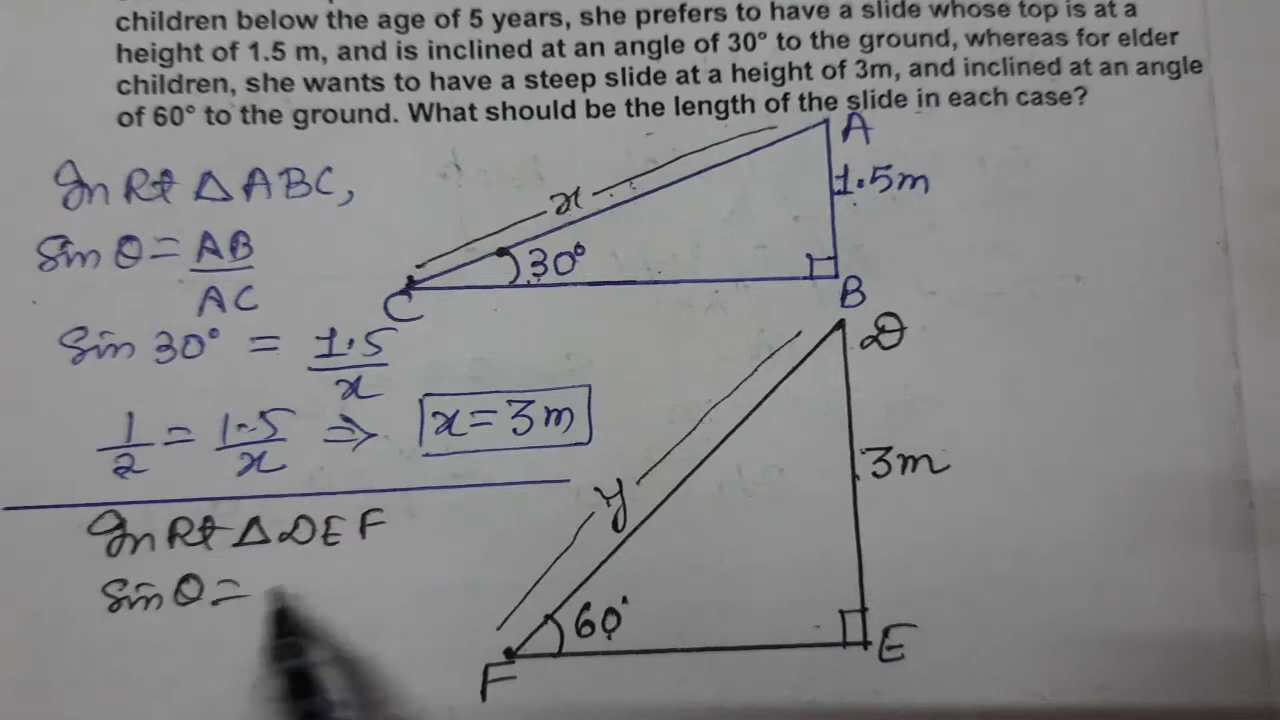 children below the age of 5 years, she prefers to have a slide whose top is at a
height of 1.5 m, and is inclined at an angle of 30° to the ground, whereas for elder
children, she wants to have a steep slide at a height of 3m, and inclined at an angle
of 60° to the ground. What should be the length of the slide in each case?
In Rt △ ABC,
Sin θ = AB
AC
Sin 30° = 1.5
x
1/2 = 1.5/x ⇒ x = 3 m
In Rt △ DEF
Sin θ =
A
x
1.5m
30°
C
B
D
3m
y
60°
F
E